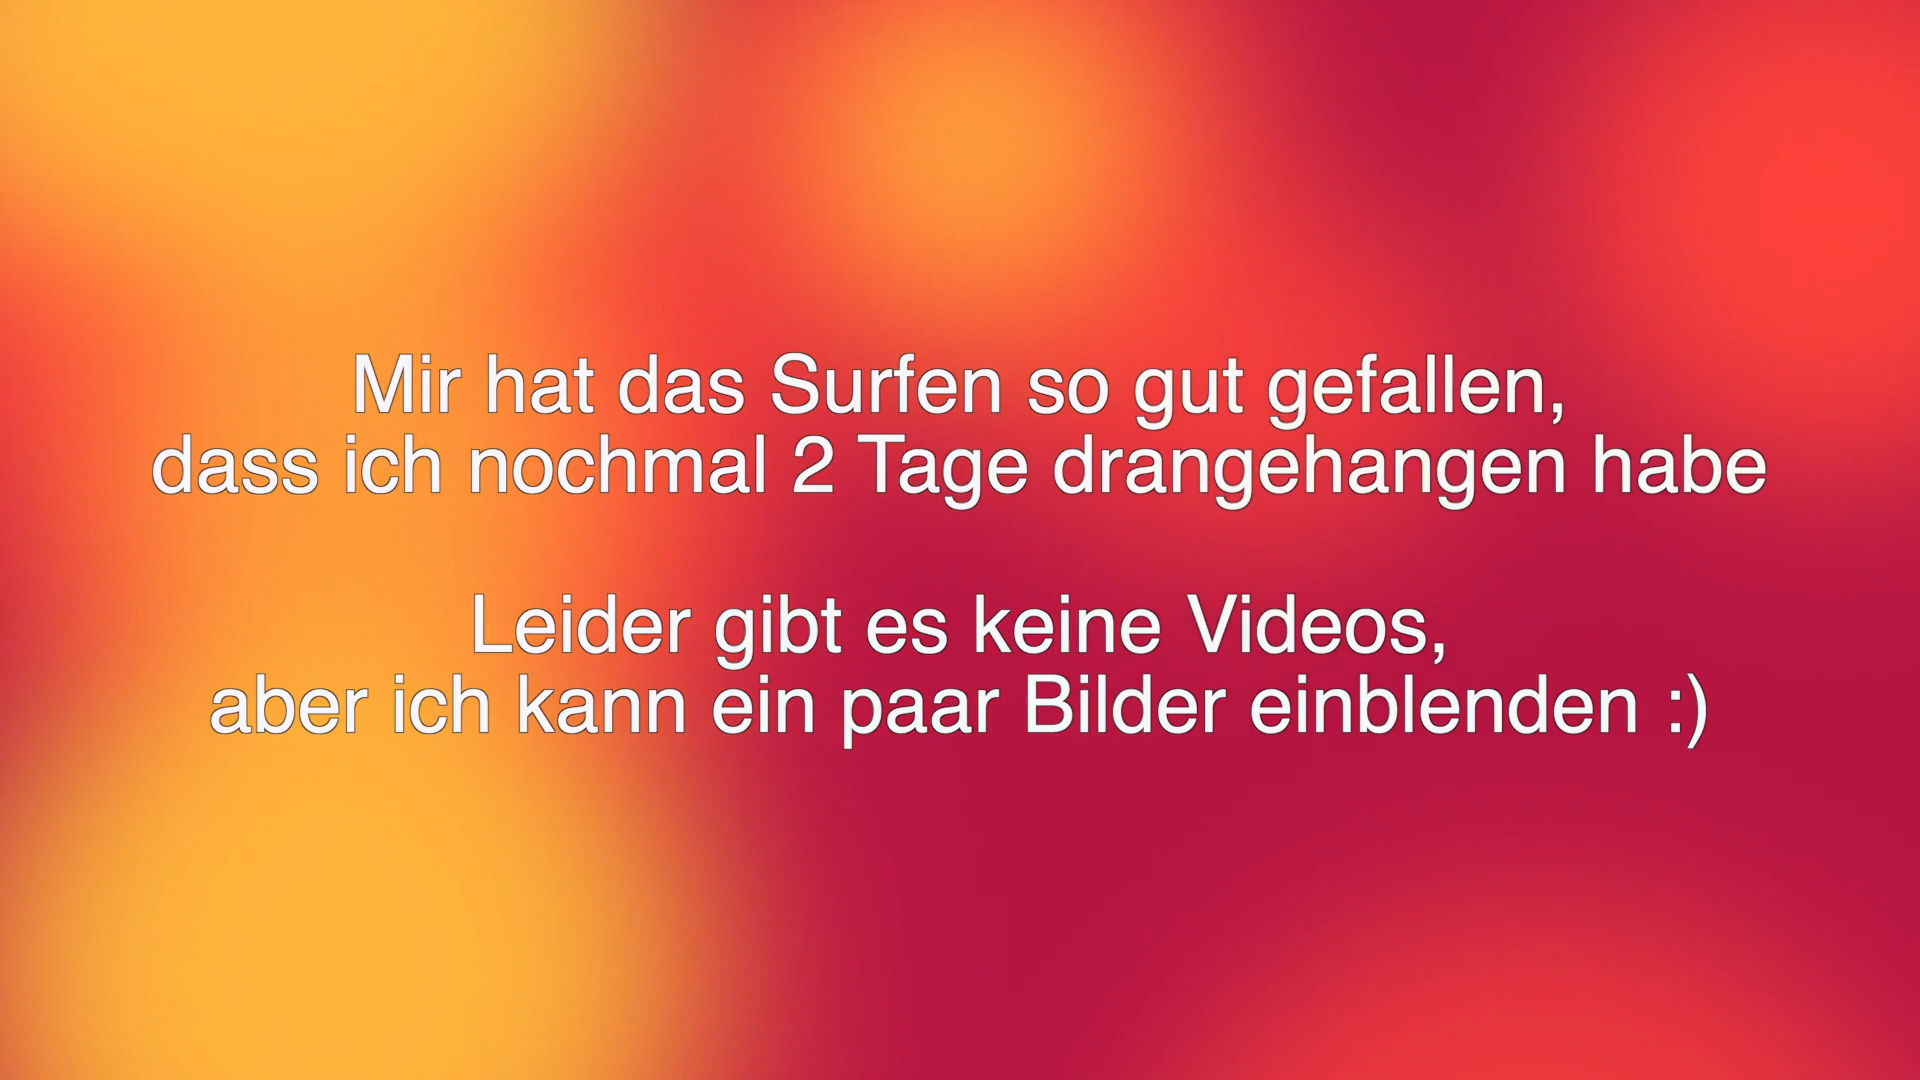 Mir hat das Surfen so gut gefallen,
dass ich nochmal 2 Tage drangehangen habe
Leider gibt es keine Videos,
aber ich kann ein paar Bilder einblenden :)